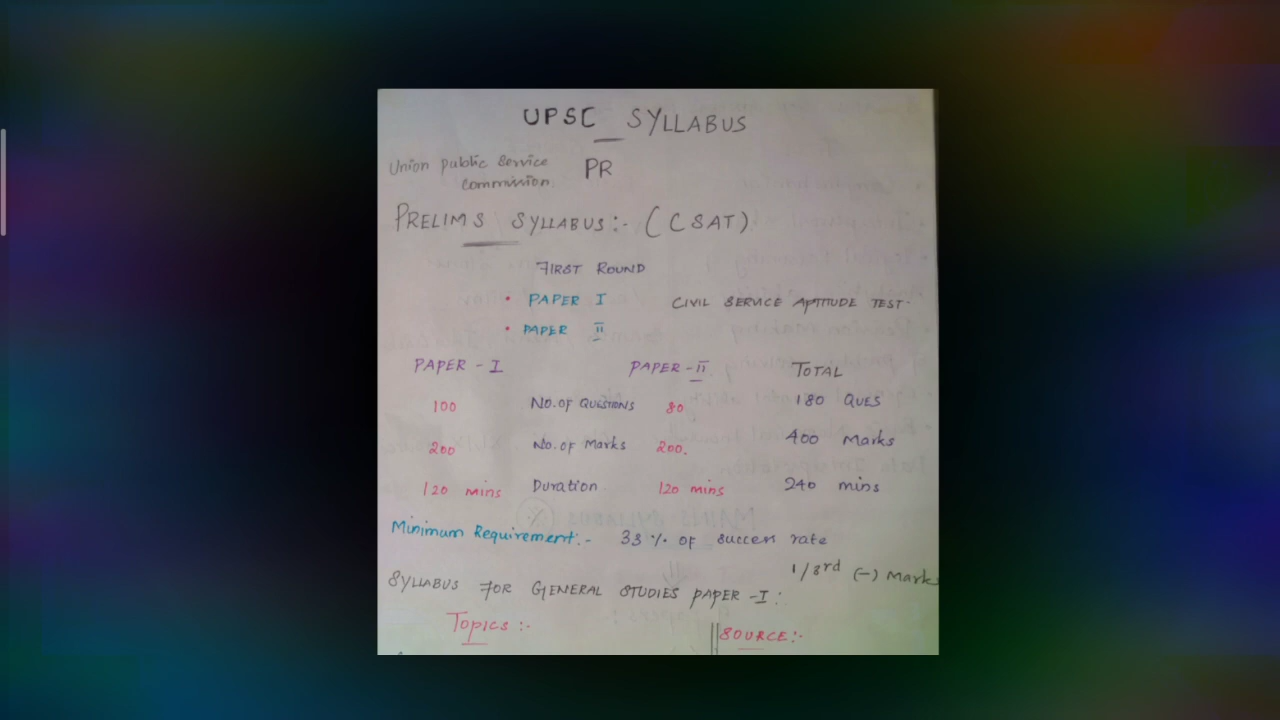 UPSC SYLLABUS
Union public Service PR
Commission
PRELIMS SYLLABUS:- (CSAT)
FIRST ROUND
• PAPER I CIVIL SERVICE APTITUDE TEST.
• PAPER II
PAPER - I PAPER - II TOTAL
100 No. of QUESTIONS 80 180 QUES
200 No. of Marks 200. 400 Marks
120 mins Duration 120 mins 240 mins
Minimum Requirement:- 33 % OF success rate
1/3rd (-) Marks
SYLLABUS FOR GENERAL STUDIES PAPER -I:
Topics :- SOURCE:-